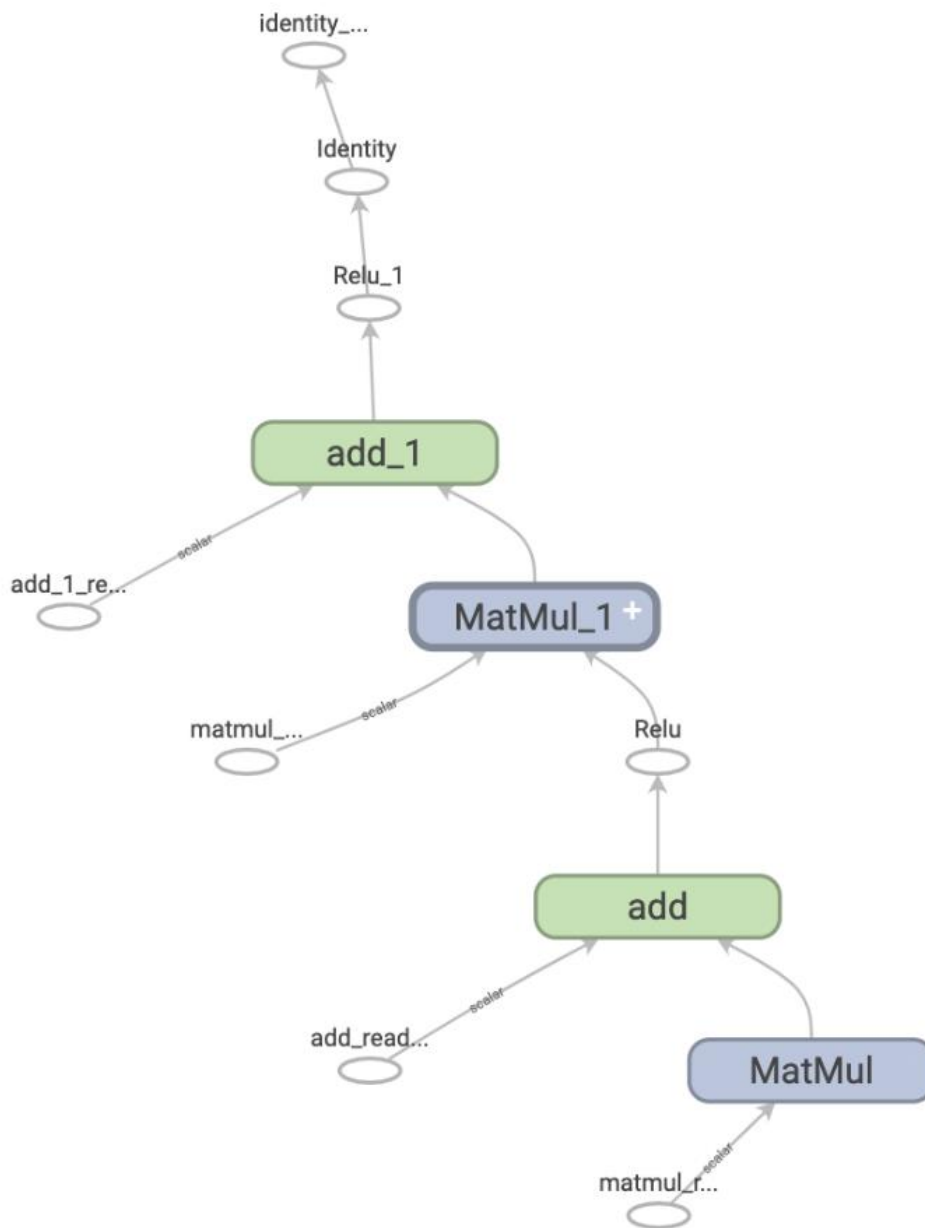 identity_...
Identity
Relu_1
add_1
scalar
add_1_re...
MatMul_1 +
scalar
matmul_...
Relu
add
scalar
add_read...
MatMul
scalar
matmul_r...